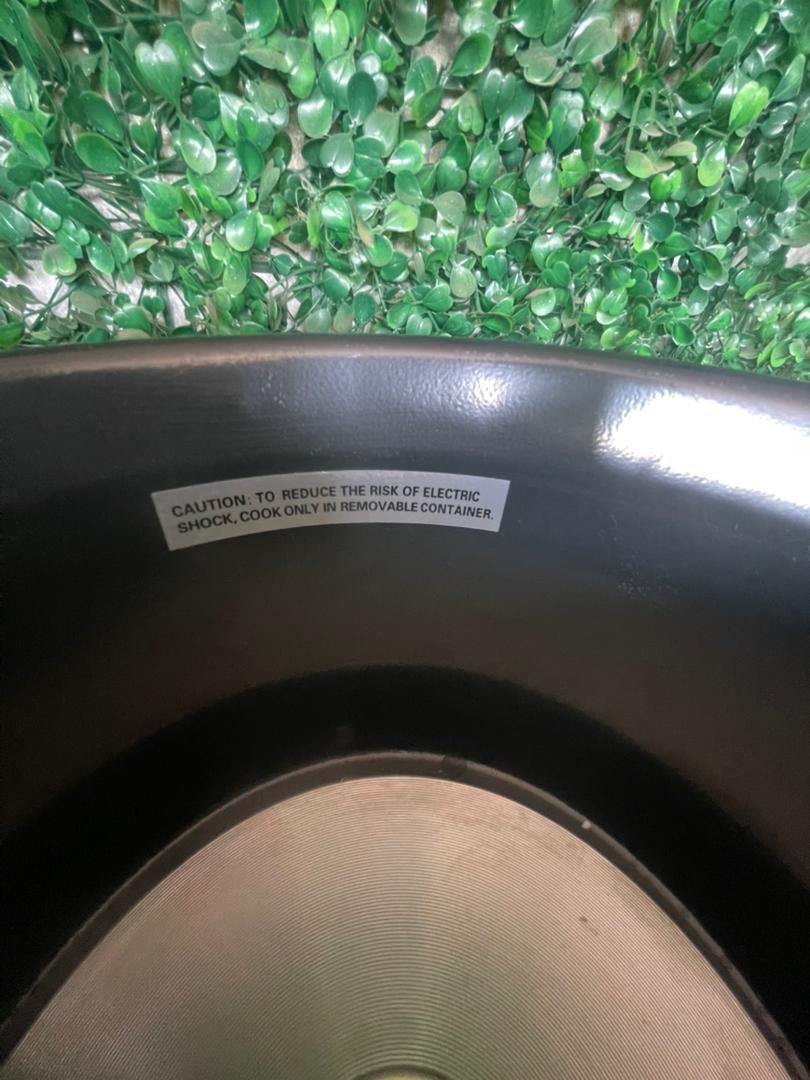 CAUTION: TO REDUCE THE RISK OF ELECTRIC
SHOCK, COOK ONLY IN REMOVABLE CONTAINER.